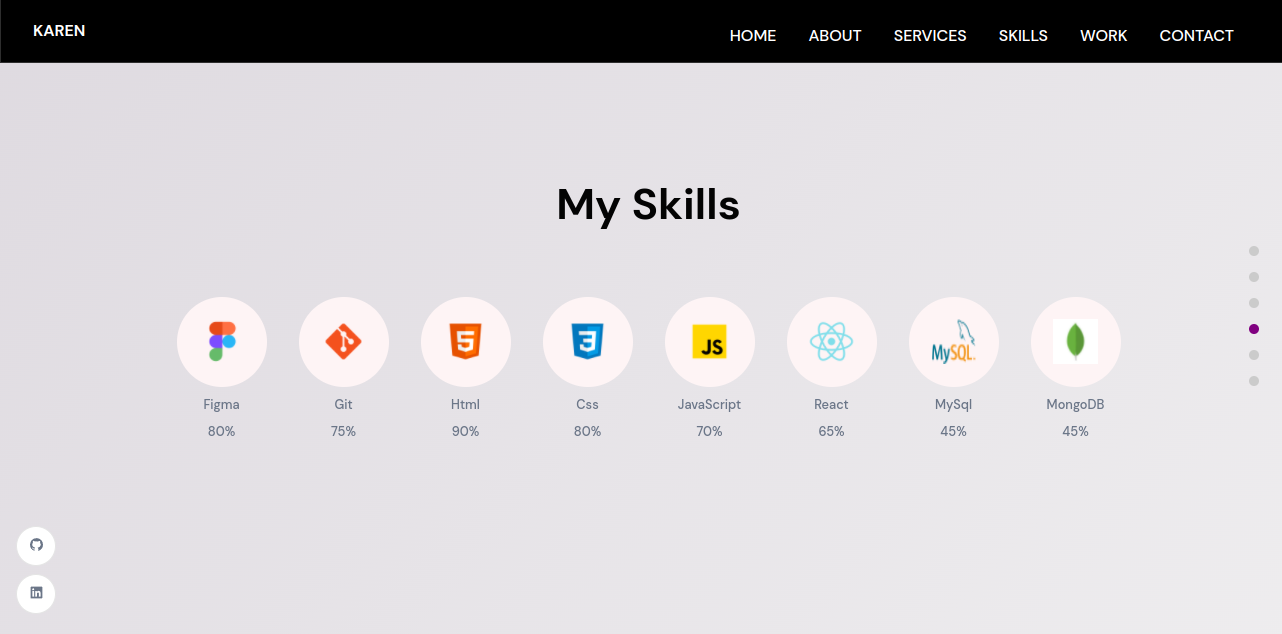 KAREN
HOME ABOUT SERVICES SKILLS WORK CONTACT
My Skills
5 3 JS MySQL
Figma Git Html Css JavaScript React MySql MongoDB
80% 75% 90% 80% 70% 65% 45% 45%
in